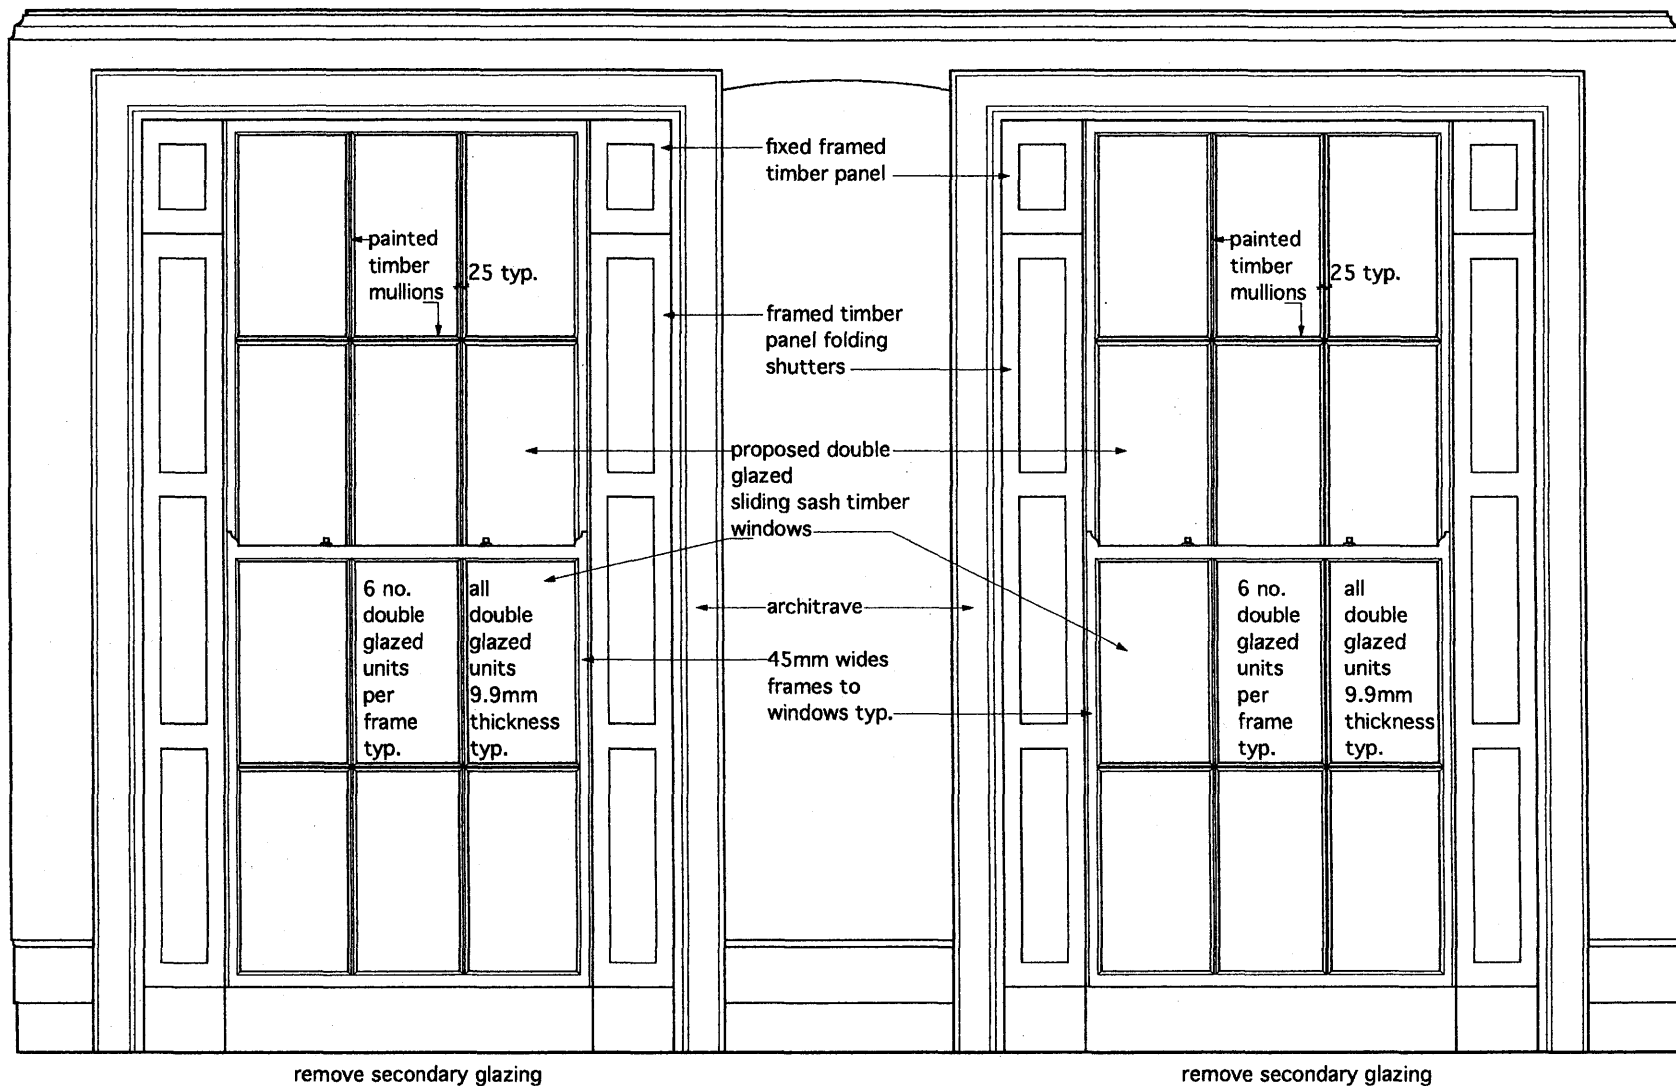 fixed framed
timber panel
painted
timber
mullions
25 typ.
painted
timber
mullions
25 typ.
framed timber
panel folding
shutters
proposed double
glazed
sliding sash timber
windows
6 no.
double
glazed
units
per
frame
typ.
all
double
glazed
units
9.9mm
thickness
typ.
architrave
45mm wides
frames to
windows typ.
6 no.
double
glazed
units
per
frame
typ.
all
double
glazed
units
9.9mm
thickness
typ.
remove secondary glazing
remove secondary glazing